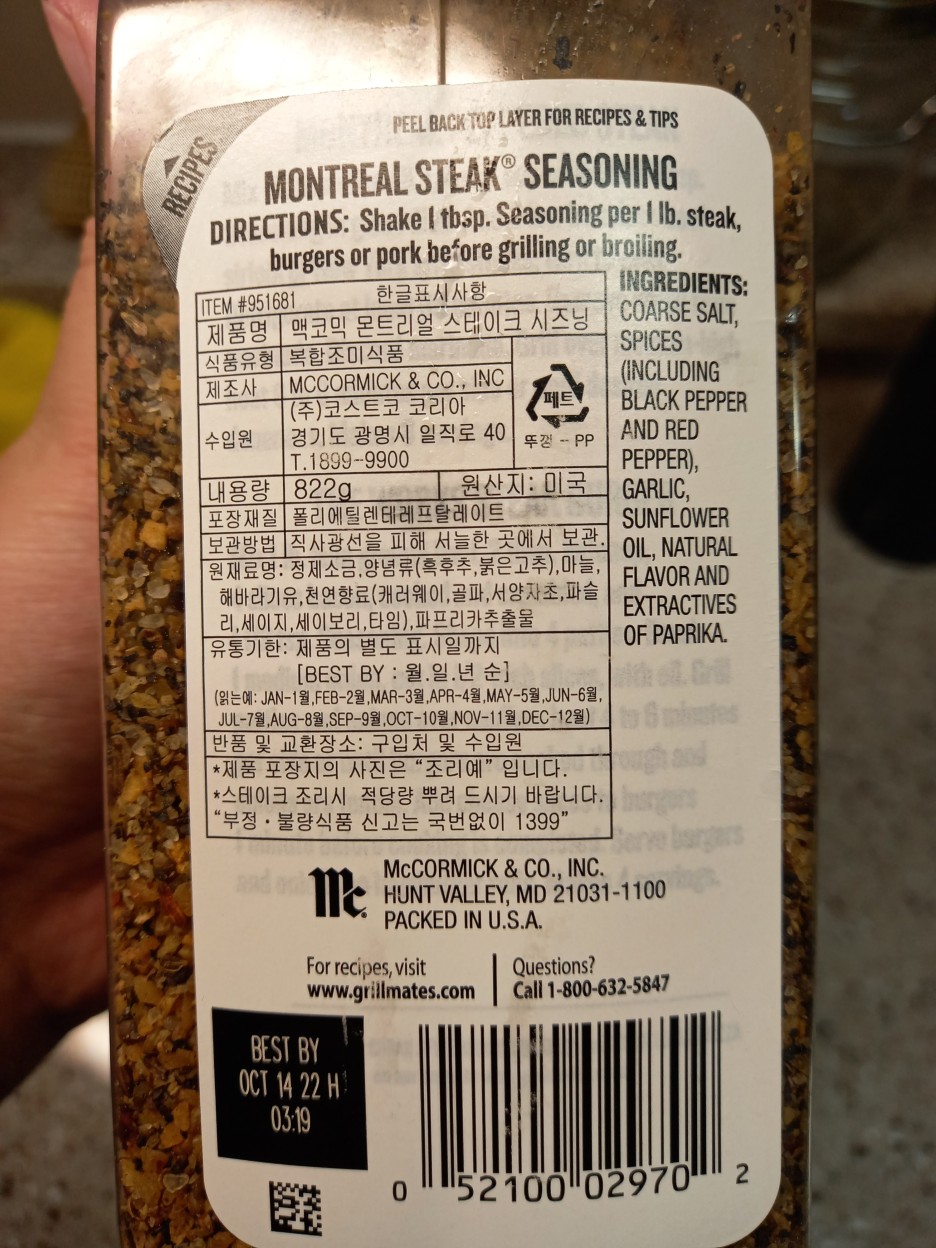 PEEL BACK TOP LAYER FOR RECIPES & TIPS
RECIPES
MONTREAL STEAK® SEASONING
DIRECTIONS: Shake 1 tbsp. Seasoning per 1 lb. steak,
burgers or pork before grilling or broiling.
ITEM #951681 한글표시사항
제품명 맥코믹 몬트리얼 스테이크 시즈닝
식품유형 복합조미식품
제조사 MCCORMICK & CO., INC
수입원 (주)코스트코 코리아
경기도 광명시 일직로 40
T.1899-9900
페트
뚜껑 - PP
내용량 822g 원산지: 미국
포장재질 폴리에틸렌테레프탈레이트
보관방법 직사광선을 피해 서늘한 곳에서 보관.
원재료명: 정제소금,양념류(흑후추,붉은고추),마늘,
해바라기유,천연향료(캐러웨이,골파,서양자초,파슬
리,세이지,세이보리,타임),파프리카추출물
유통기한: 제품의 별도 표시일까지
[BEST BY : 월.일.년 순]
(읽는예: JAN-1월,FEB-2월,MAR-3월,APR-4월,MAY-5월,JUN-6월,
JUL-7월,AUG-8월,SEP-9월,OCT-10월,NOV-11월,DEC-12월)
반품 및 교환장소: 구입처 및 수입원
*제품 포장지의 사진은 “조리예” 입니다.
*스테이크 조리시 적당량 뿌려 드시기 바랍니다.
“부정·불량식품 신고는 국번없이 1399”
INGREDIENTS:
COARSE SALT,
SPICES
(INCLUDING
BLACK PEPPER
AND RED
PEPPER),
GARLIC,
SUNFLOWER
OIL, NATURAL
FLAVOR AND
EXTRACTIVES
OF PAPRIKA.
Mc
McCORMICK & CO., INC.
HUNT VALLEY, MD 21031-1100
PACKED IN U.S.A.
For recipes, visit
www.grillmates.com
Questions?
Call 1-800-632-5847
BEST BY
OCT 14 22 H
03:19
0 52100 02970 2